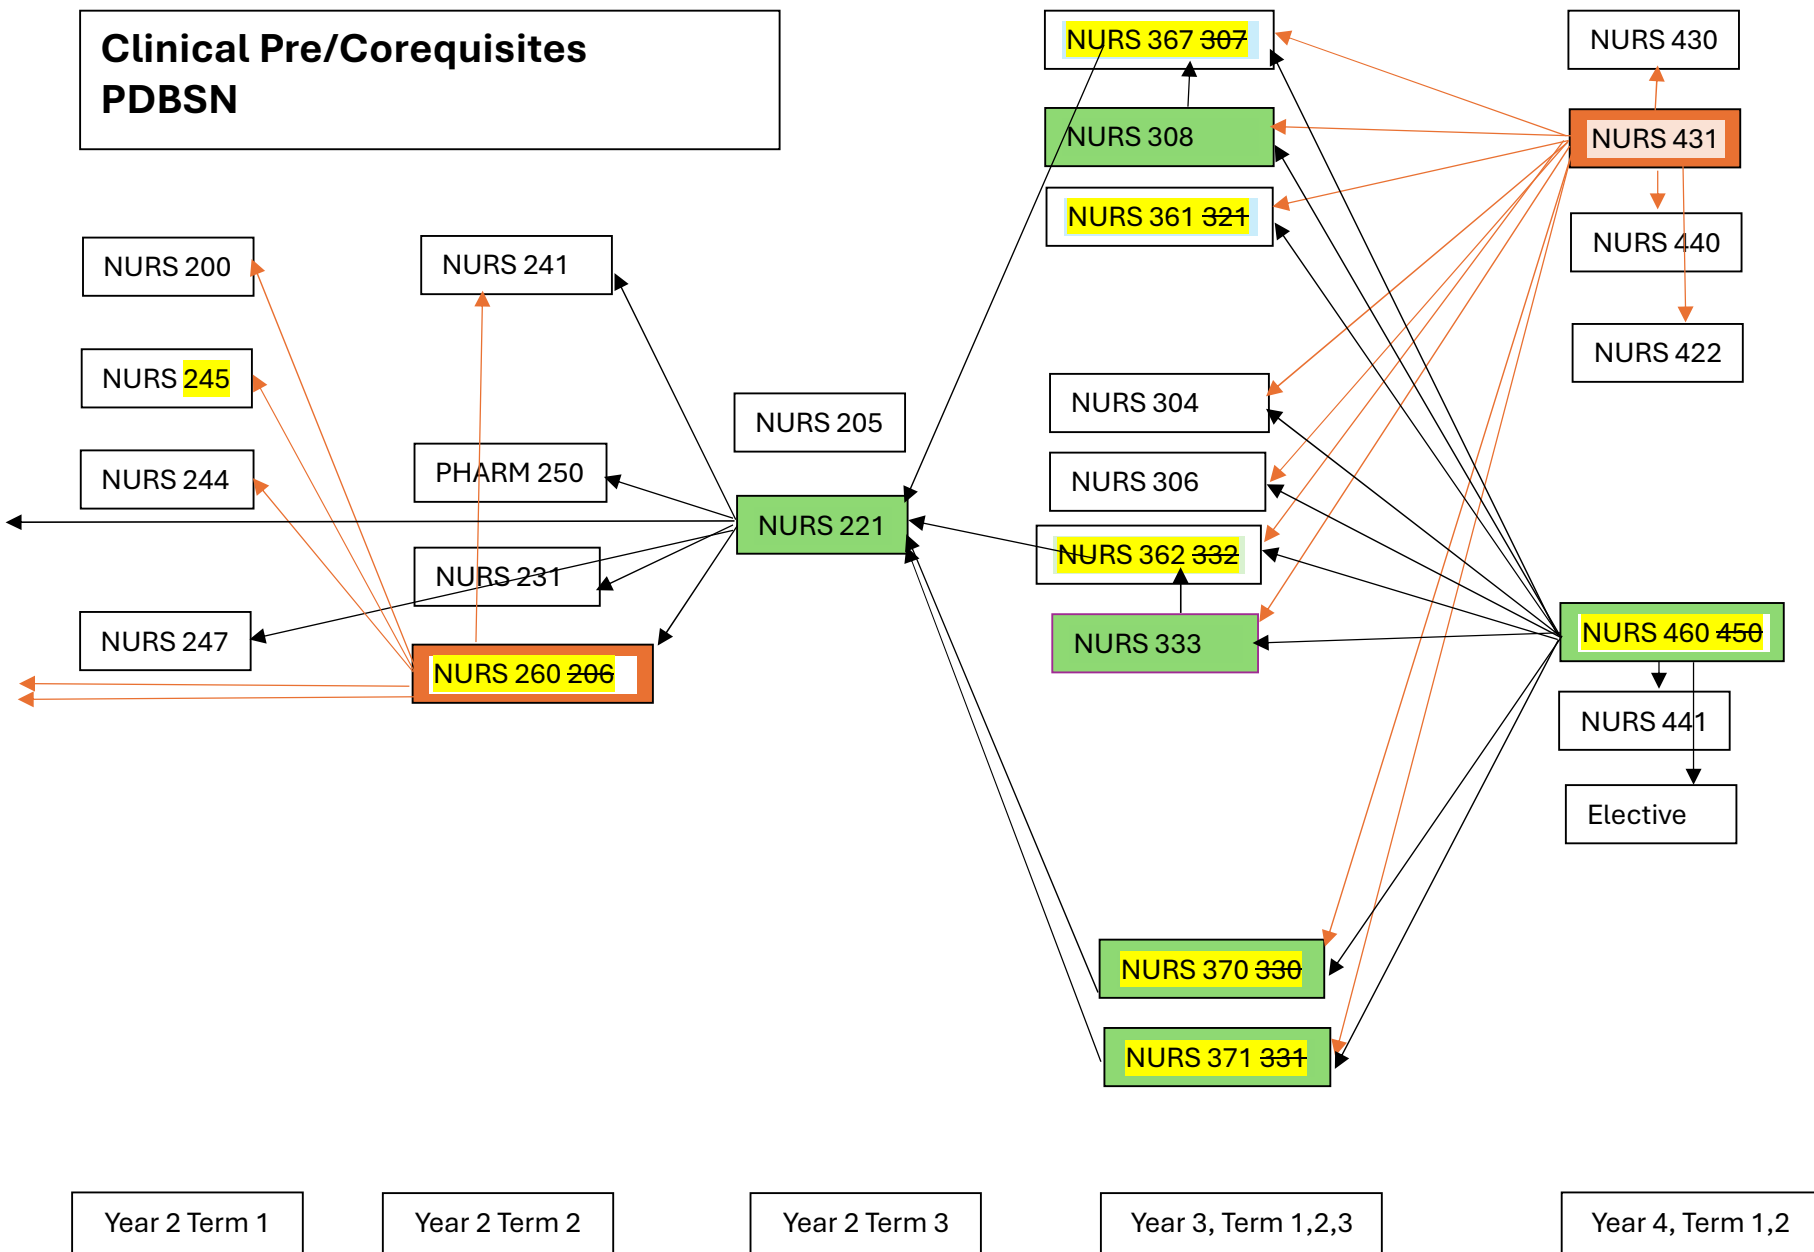 Clinical Pre/Corequisites
PDBSN
NURS 200
NURS 245
NURS 244
NURS 247
NURS 241
PHARM 250
NURS 231
NURS 260 206
NURS 205
NURS 221
NURS 367 307
NURS 308
NURS 361 321
NURS 304
NURS 306
NURS 362 332
NURS 333
NURS 370 330
NURS 371 331
NURS 430
NURS 431
NURS 440
NURS 422
NURS 460 450
NURS 441
Elective
Year 2 Term 1
Year 2 Term 2
Year 2 Term 3
Year 3, Term 1,2,3
Year 4, Term 1,2